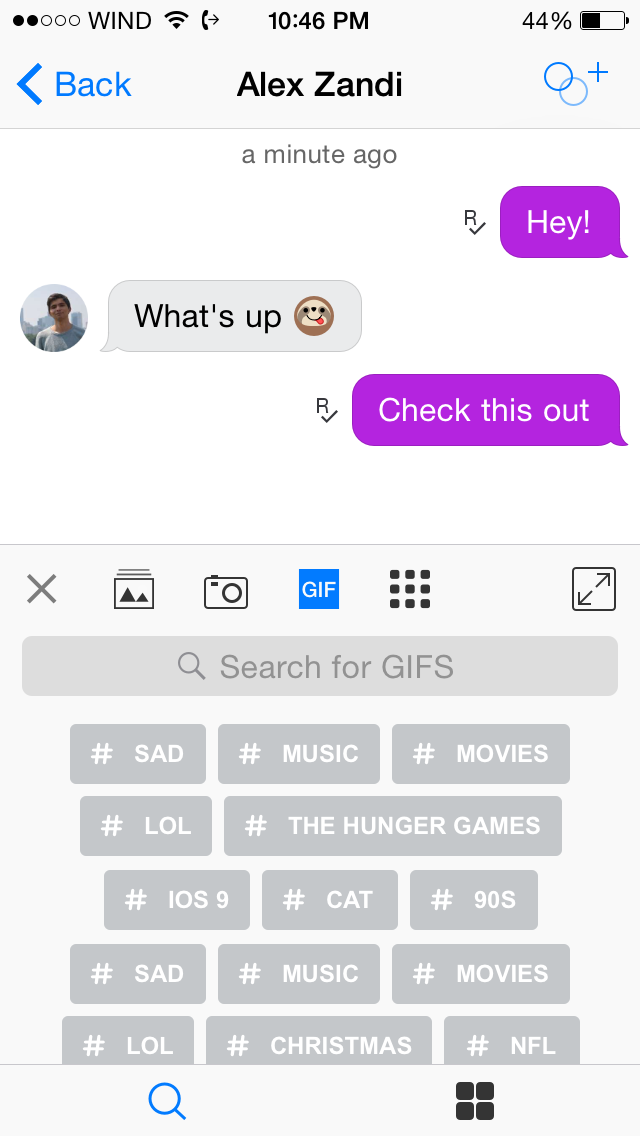 WIND 10:46 PM 44%
Back Alex Zandi
a minute ago
R Hey!
What's up
R Check this out
GIF
Search for GIFS
# SAD # MUSIC # MOVIES
# LOL # THE HUNGER GAMES
# IOS 9 # CAT # 90S
# SAD # MUSIC # MOVIES
# LOL # CHRISTMAS # NFL